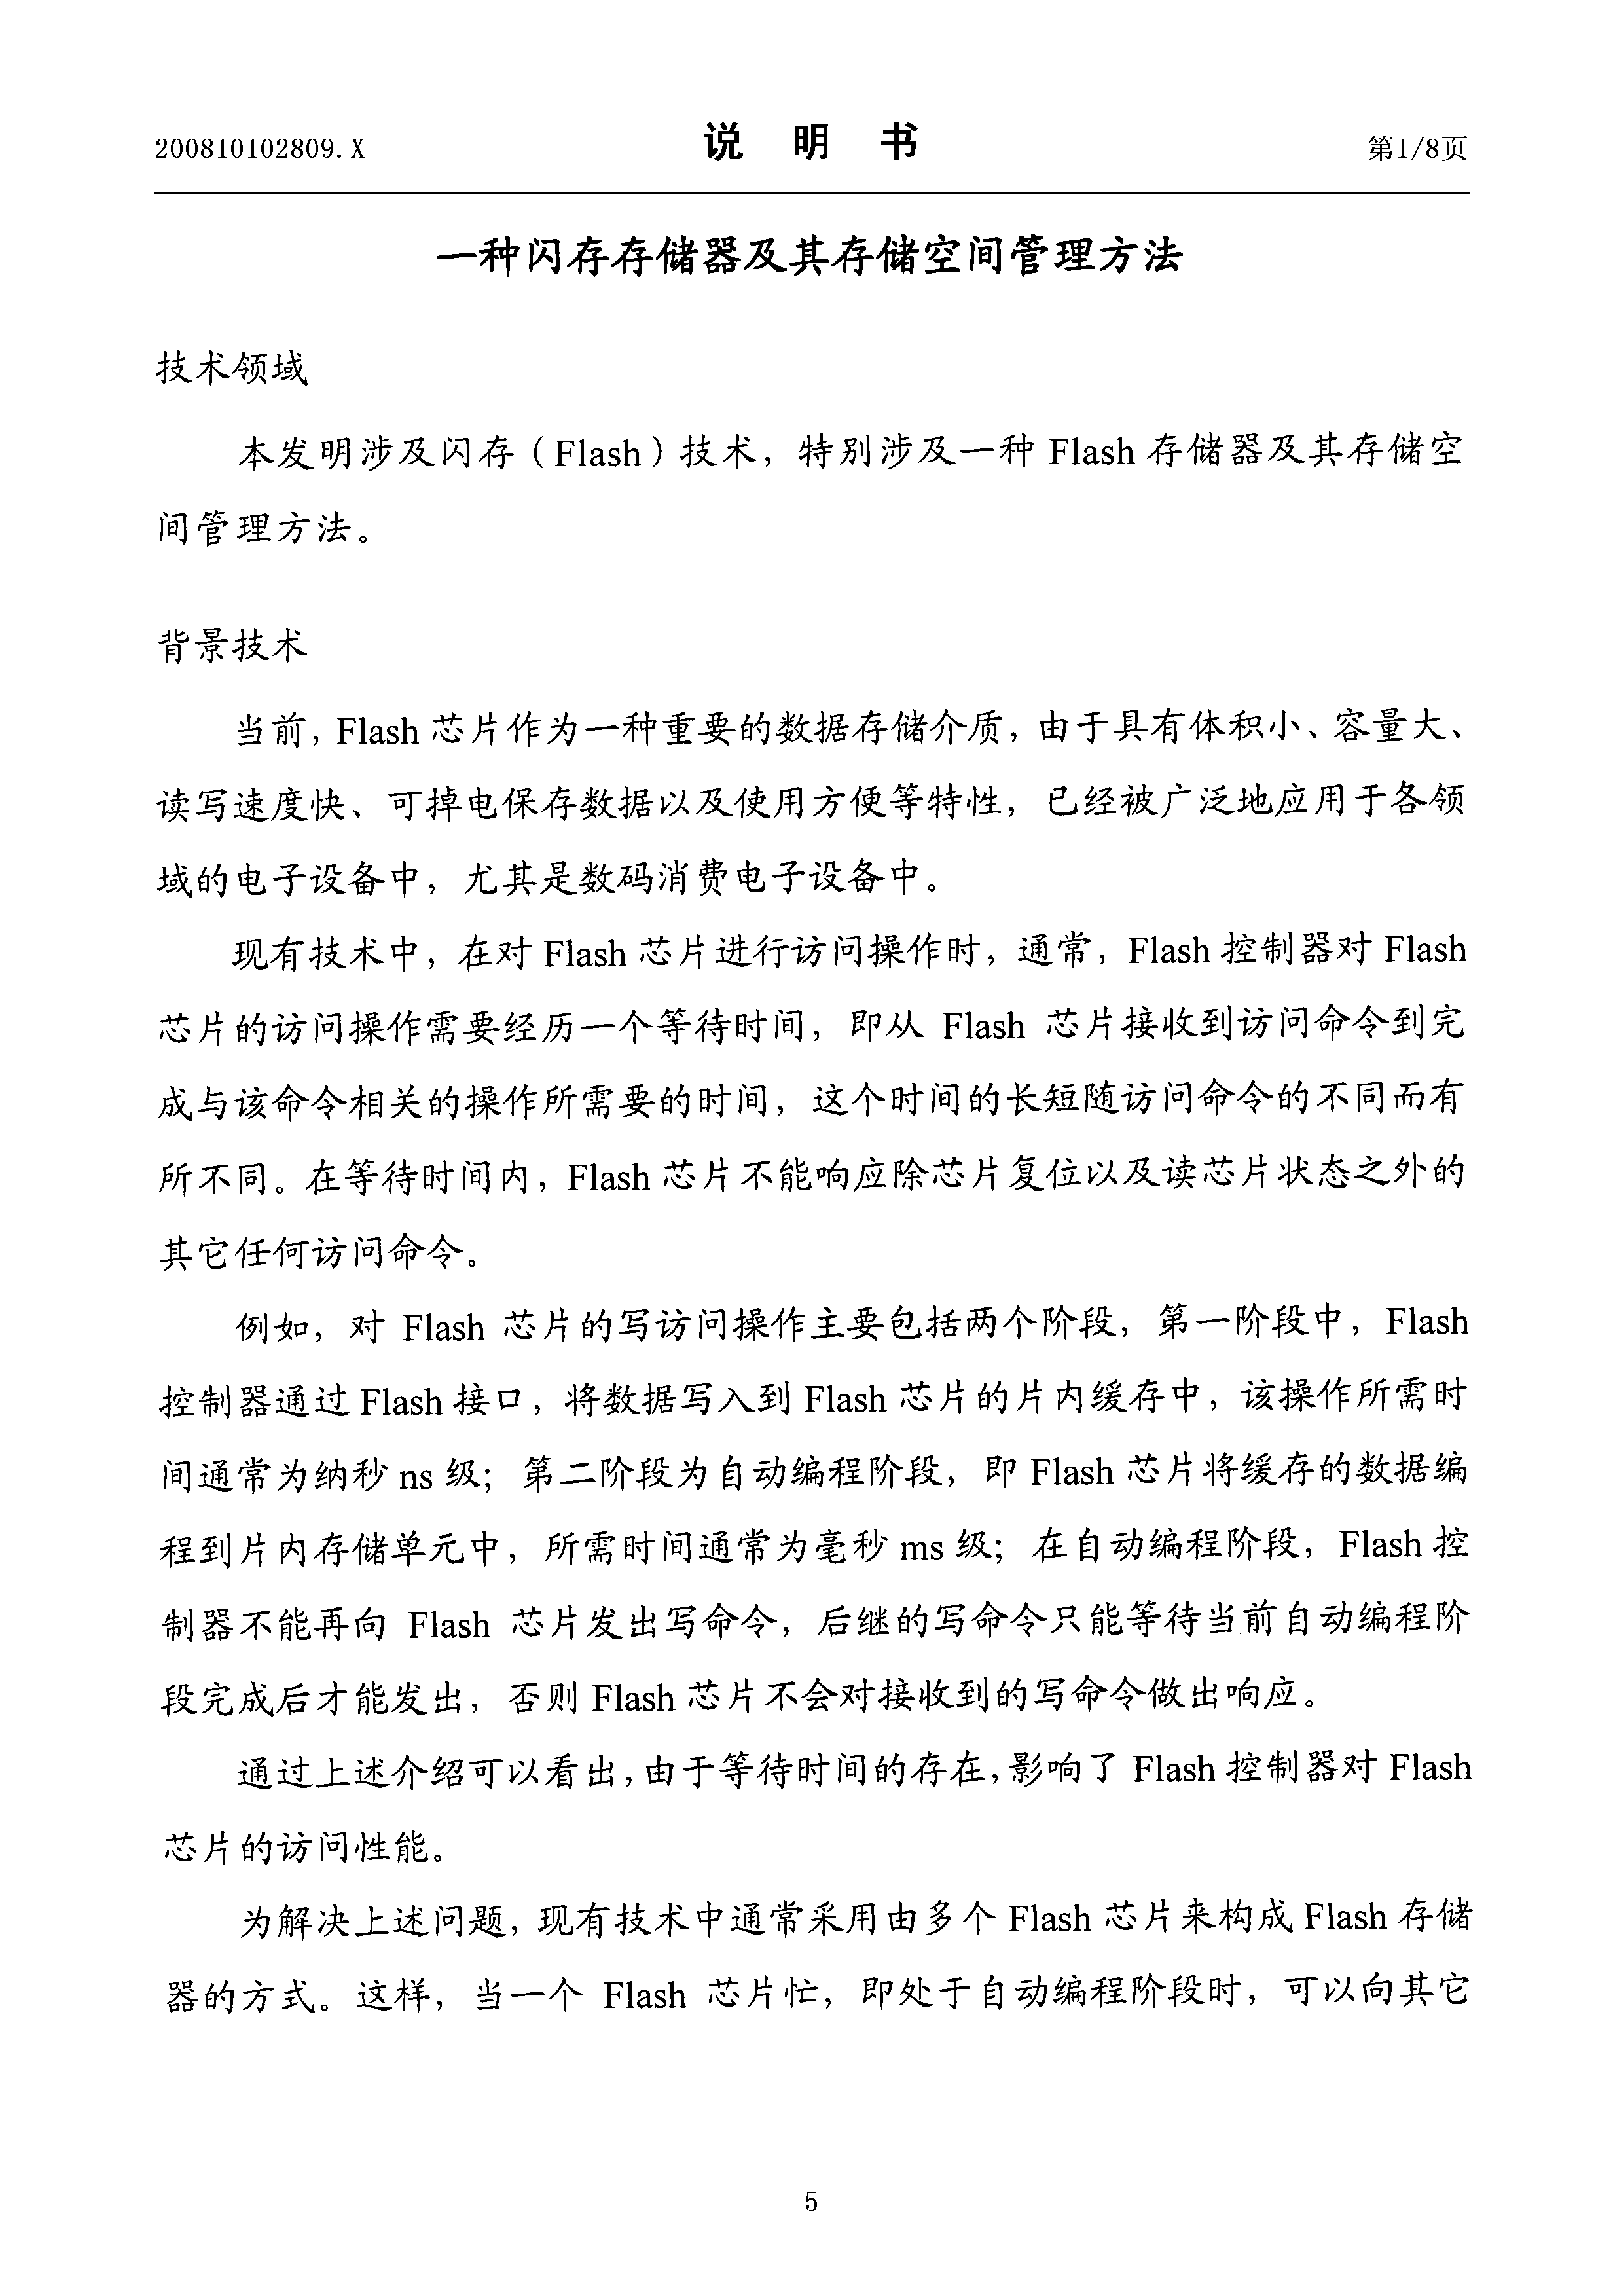 200810102809.X
说 明 书
第1/8页
一种闪存存储器及其存储空间管理方法
技术领域
本发明涉及闪存（Flash）技术，特别涉及一种 Flash 存储器及其存储空
间管理方法。
背景技术
当前，Flash 芯片作为一种重要的数据存储介质，由于具有体积小、容量大、
读写速度快、可掉电保存数据以及使用方便等特性，已经被广泛地应用于各领
域的电子设备中，尤其是数码消费电子设备中。
现有技术中，在对 Flash 芯片进行访问操作时，通常，Flash 控制器对 Flash
芯片的访问操作需要经历一个等待时间，即从 Flash 芯片接收到访问命令到完
成与该命令相关的操作所需要的时间，这个时间的长短随访问命令的不同而有
所不同。在等待时间内，Flash 芯片不能响应除芯片复位以及读芯片状态之外的
其它任何访问命令。
例如，对 Flash 芯片的写访问操作主要包括两个阶段，第一阶段中，Flash
控制器通过 Flash 接口，将数据写入到 Flash 芯片的片内缓存中，该操作所需时
间通常为纳秒 ns 级；第二阶段为自动编程阶段，即 Flash 芯片将缓存的数据编
程到片内存储单元中，所需时间通常为毫秒 ms 级；在自动编程阶段，Flash 控
制器不能再向 Flash 芯片发出写命令，后继的写命令只能等待当前自动编程阶
段完成后才能发出，否则 Flash 芯片不会对接收到的写命令做出响应。
通过上述介绍可以看出，由于等待时间的存在，影响了 Flash 控制器对 Flash
芯片的访问性能。
为解决上述问题，现有技术中通常采用由多个 Flash 芯片来构成 Flash 存储
器的方式。这样，当一个 Flash 芯片忙，即处于自动编程阶段时，可以向其它
5